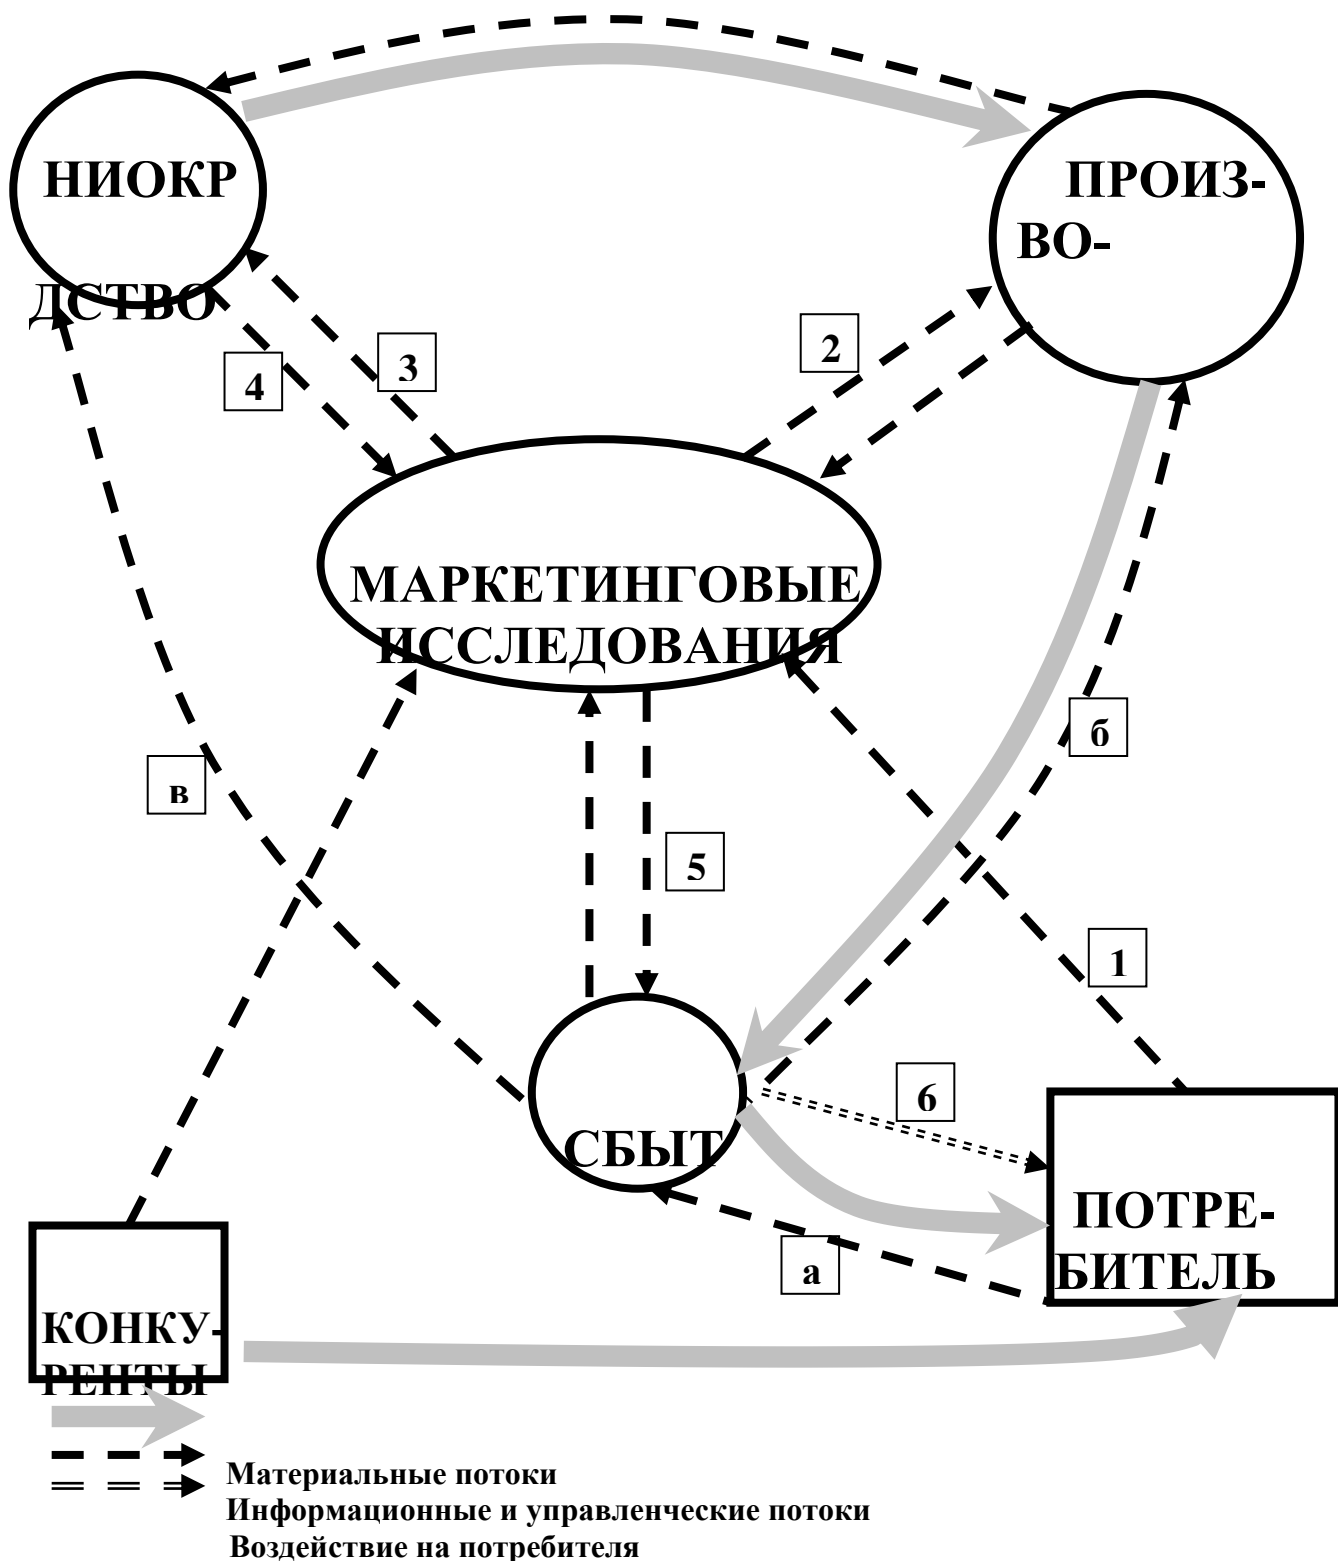 НИОКР
ПРОИЗ-
ВО-
ДСТВО
3
2
4
МАРКЕТИНГОВЫЕ
ИССЛЕДОВАНИЯ
б
в
5
1
6
СБЫТ
ПОТРЕ-
БИТЕЛЬ
а
КОНКУ-
РЕНТЫ
Материальные потоки
Информационные и управленческие потоки
Воздействие на потребителя